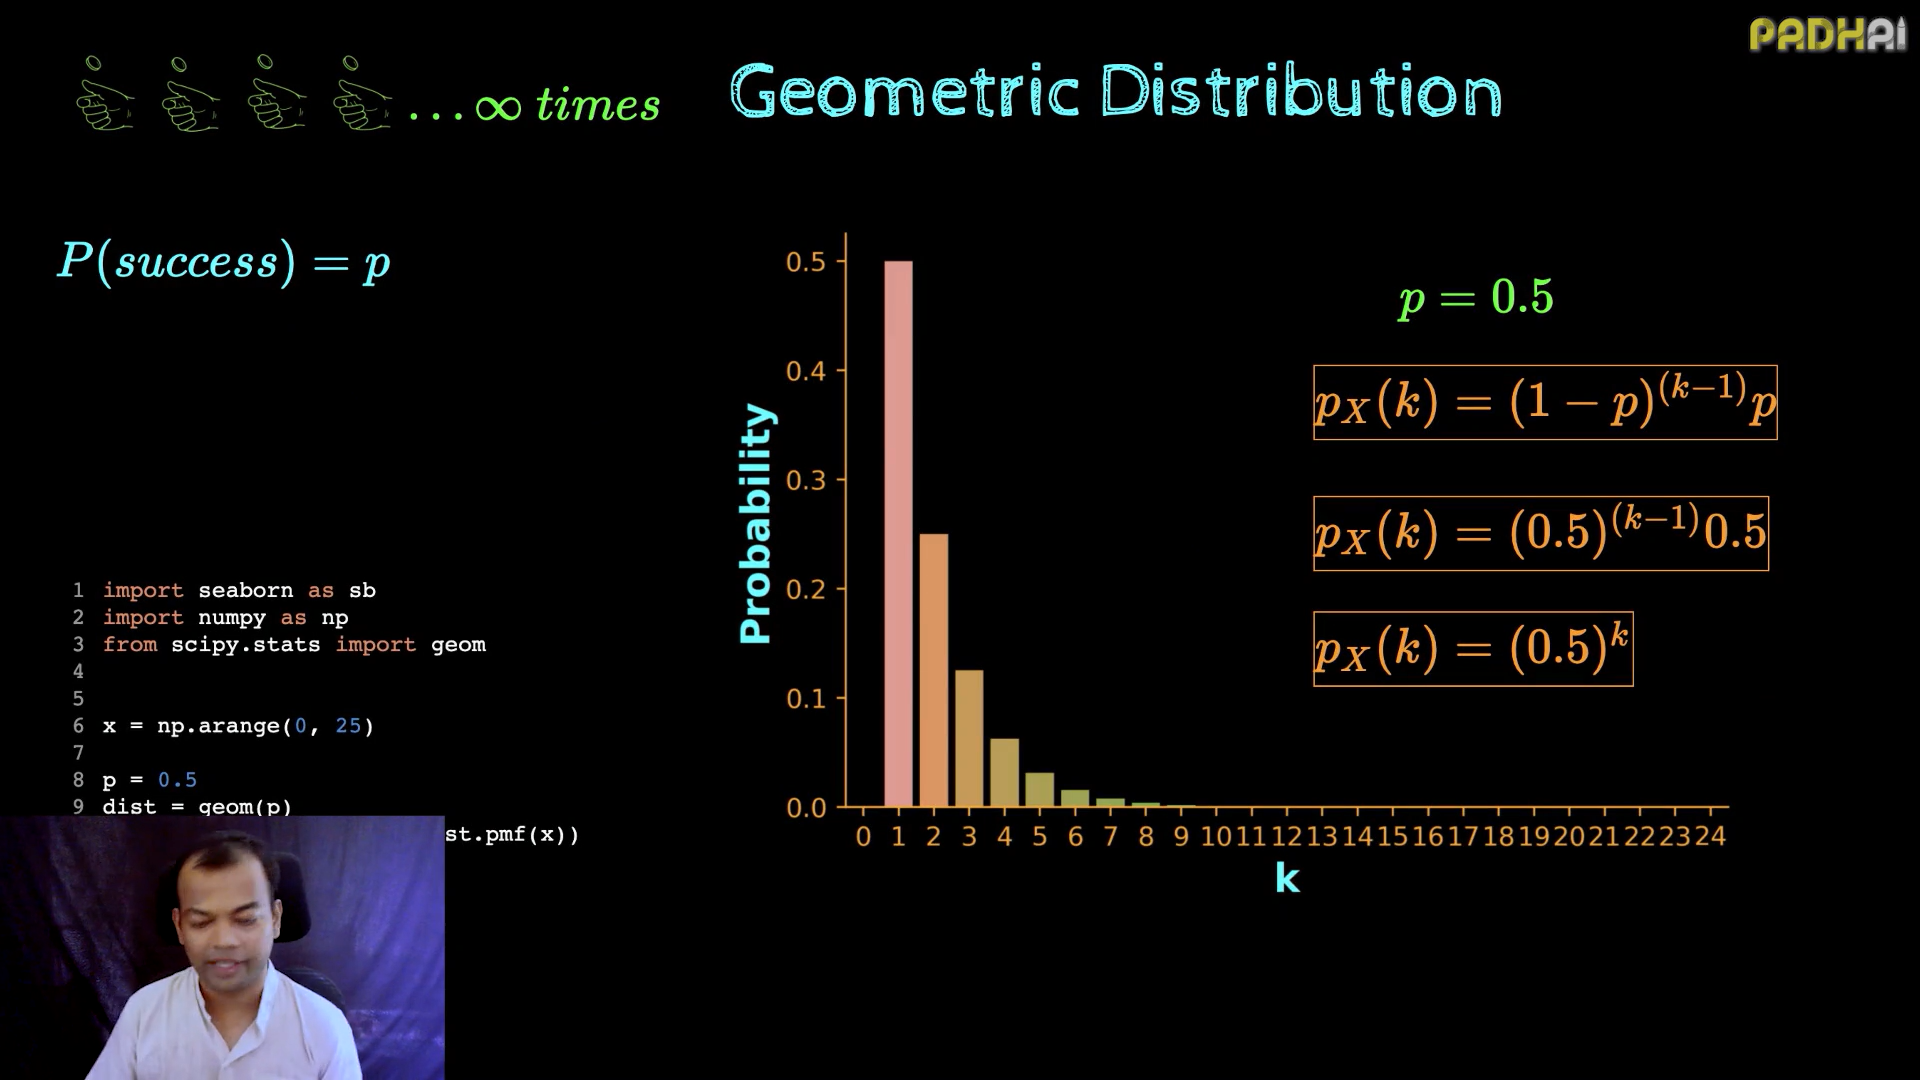 PADHAI
... ∞ times
Geometric Distribution
P(success) = p
1 import seaborn as sb
2 import numpy as np
3 from scipy.stats import geom
4
5
6 x = np.arange(0, 25)
7
8 p = 0.5
9 dist = geom(p)
st.pmf(x))
Probability
0.5
0.4
0.3
0.2
0.1
0.0
0 1 2 3 4 5 6 7 8 9 10 11 12 13 14 15 16 17 18 19 20 21 22 23 24
k
p = 0.5
p_X(k) = (1 − p)^(k−1) p
p_X(k) = (0.5)^(k−1) 0.5
p_X(k) = (0.5)^k